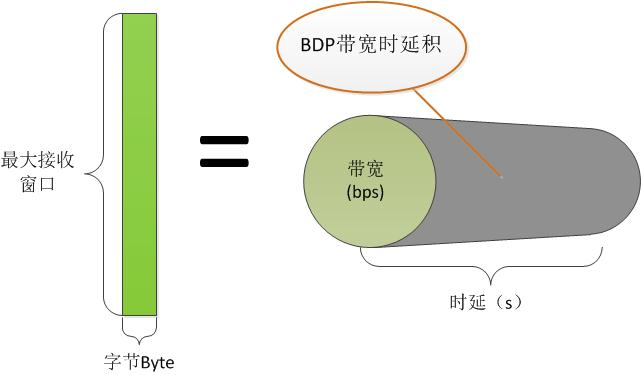 BDP带宽时延积
最大接收
窗口
带宽
(bps)
时延（s）
字节Byte